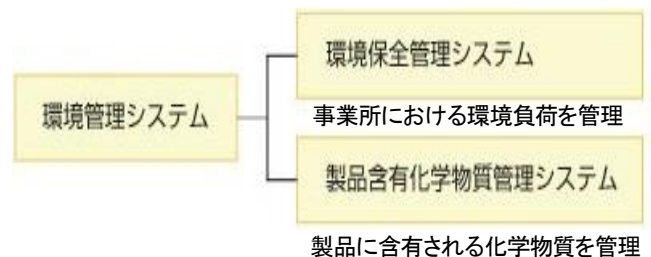 環境管理システム
環境保全管理システム
事業所における環境負荷を管理
製品含有化学物質管理システム
製品に含有される化学物質を管理